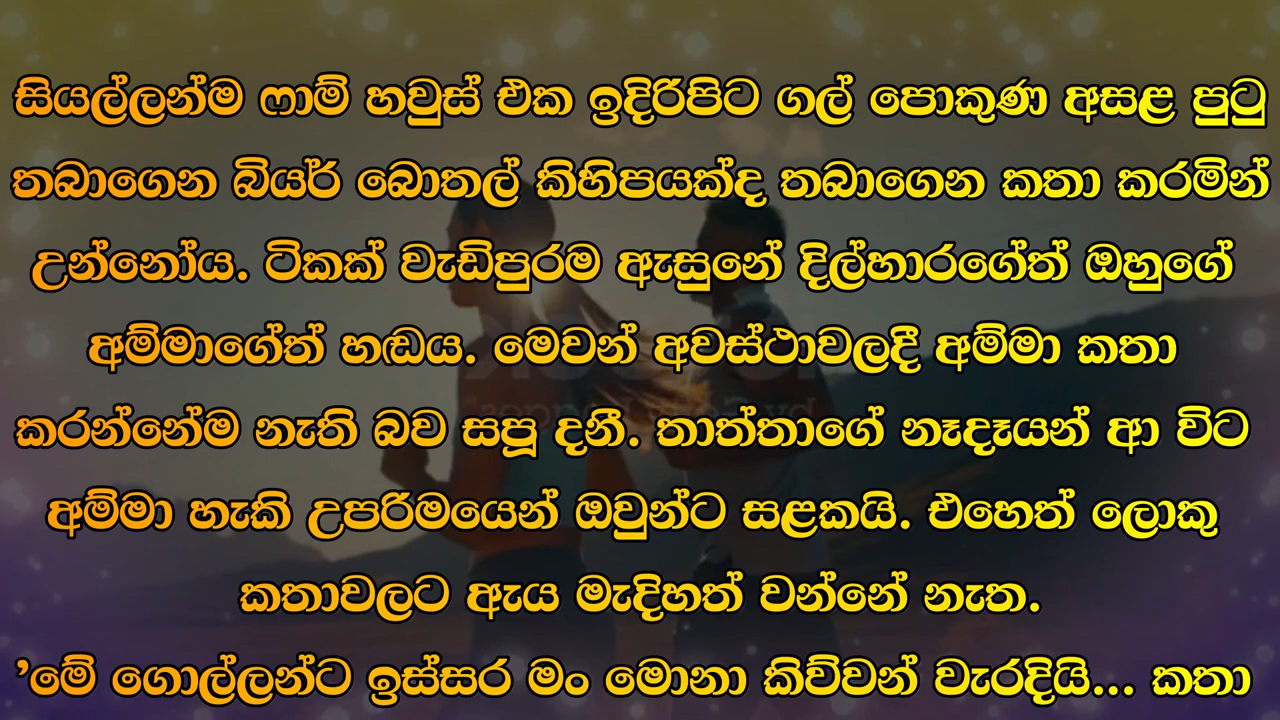 සියල්ලන්ම ෆාම් හවුස් එක ඉදිරිපිට ගල් පොකුණ අසළ පුටු
තබාගෙන බියර් බොතල් කිහිපයක්ද තබාගෙන කතා කරමින්
උන්නෝය. ටිකක් වැඩිපුරම ඇසුනේ දිල්හාරගේත් ඔහුගේ
අම්මාගේත් හඬය. මෙවන් අවස්ථාවලදී අම්මා කතා
කරන්නේම නැති බව සපූ දනී. තාත්තාගේ නෑදෑයන් ආ විට
අම්මා හැකි උපරිමයෙන් ඔවුන්ට සළකයි. එහෙත් ලොකු
කතාවලට ඇය මැදිහත් වන්නේ නැත.
’මේ ගොල්ලන්ට ඉස්සර මං මොනා කිව්වන් වැරදියි... කතා